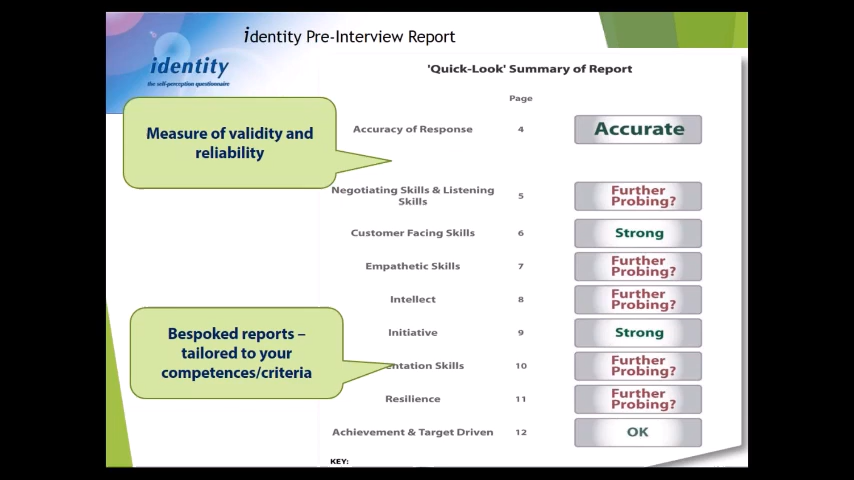 identity Pre-Interview Report
identity
the self-perception questionnaire
'Quick-Look' Summary of Report
Page
Measure of validity and
reliability
Accuracy of Response 4 Accurate
Negotiating Skills & Listening
Skills 5 Further
Probing?
Customer Facing Skills 6 Strong
Empathetic Skills 7 Further
Probing?
Intellect 8 Further
Probing?
Initiative 9 Strong
Bespoked reports –
tailored to your
competences/criteria
entation Skills 10 Further
Probing?
Resilience 11 Further
Probing?
Achievement & Target Driven 12 OK
KEY: